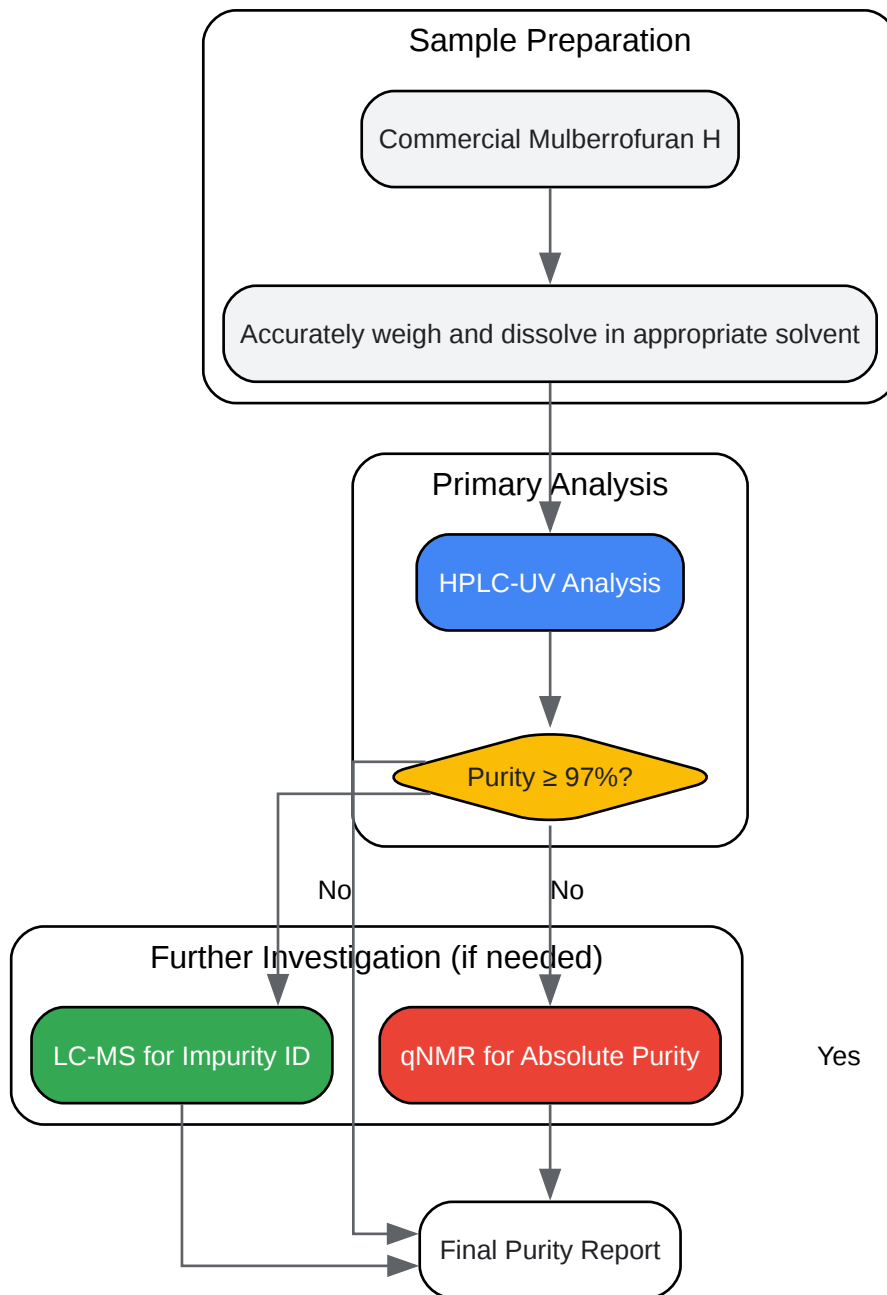 Sample Preparation
Commercial Mulberrofuran H
Accurately weigh and dissolve in appropriate solvent
Primary Analysis
HPLC-UV Analysis
Purity ≥ 97%?
No
No
Further Investigation (if needed)
LC-MS for Impurity ID
qNMR for Absolute Purity
Yes
Final Purity Report